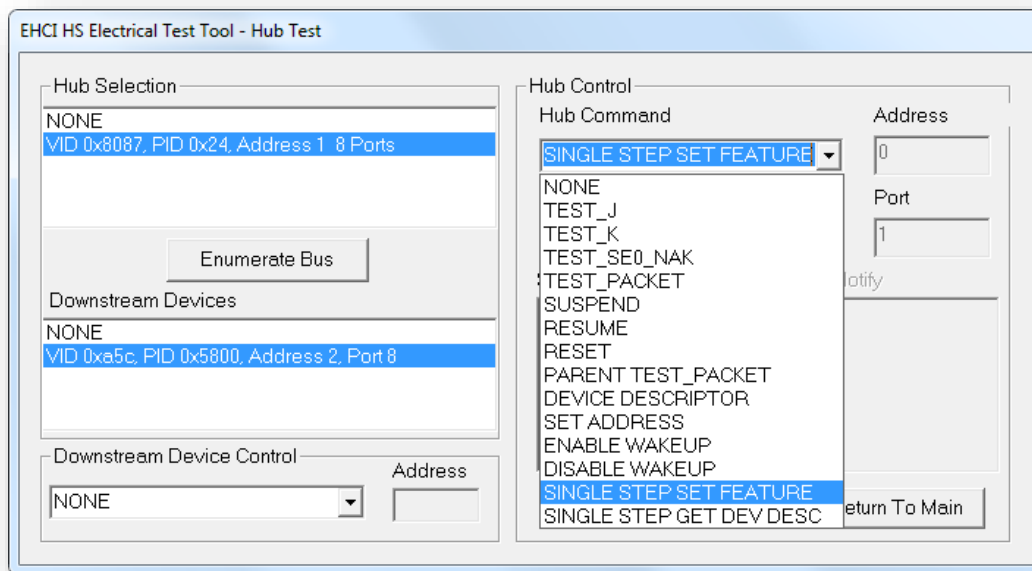 EHCI HS Electrical Test Tool - Hub Test
Hub Selection
NONE
VID 0x8087, PID 0x24, Address 1 8 Ports
Enumerate Bus
Downstream Devices
NONE
VID 0xa5c, PID 0x5800, Address 2, Port 8
Downstream Device Control
NONE
Address
Hub Control
Hub Command
SINGLE STEP SET FEATURE
Address
0
Port
1
NONE
TEST_J
TEST_K
TEST_SE0_NAK
TEST_PACKET
SUSPEND
RESUME
RESET
PARENT TEST_PACKET
DEVICE DESCRIPTOR
SET ADDRESS
ENABLE WAKEUP
DISABLE WAKEUP
SINGLE STEP SET FEATURE
SINGLE STEP GET DEV DESC
eturn To Main